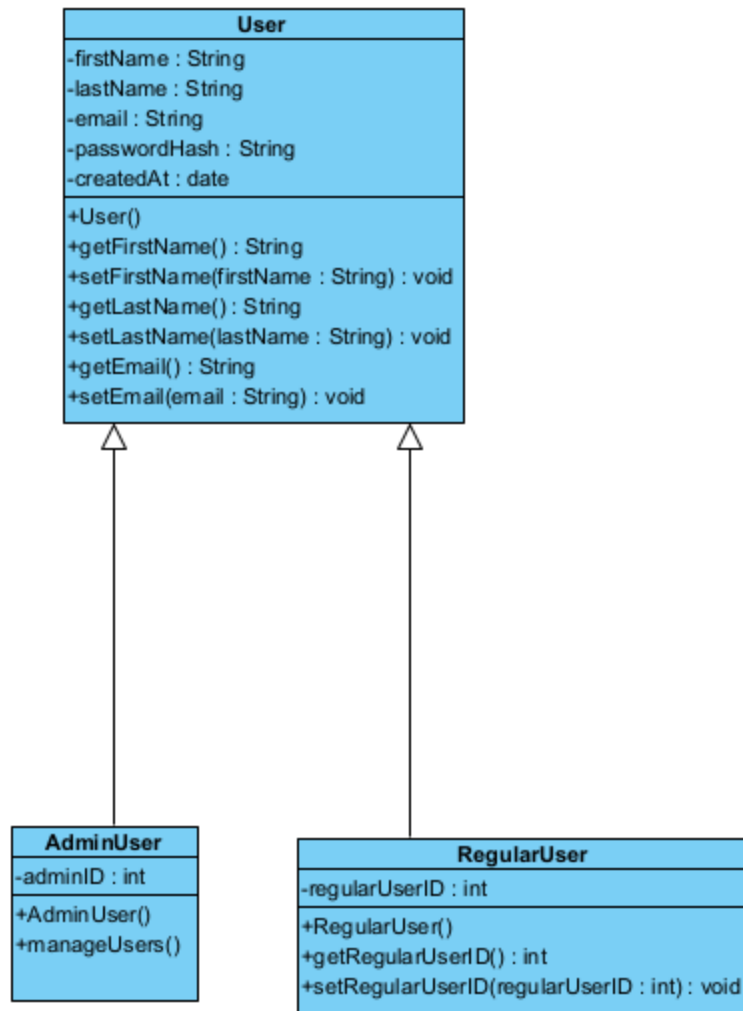 User
-firstName : String
-lastName : String
-email : String
-passwordHash : String
-createdAt : date
+User()
+getFirstName() : String
+setFirstName(firstName : String) : void
+getLastName() : String
+setLastName(lastName : String) : void
+getEmail() : String
+setEmail(email : String) : void
AdminUser
-adminID : int
+AdminUser()
+manageUsers()
RegularUser
-regularUserID : int
+RegularUser()
+getRegularUserID() : int
+setRegularUserID(regularUserID : int) : void